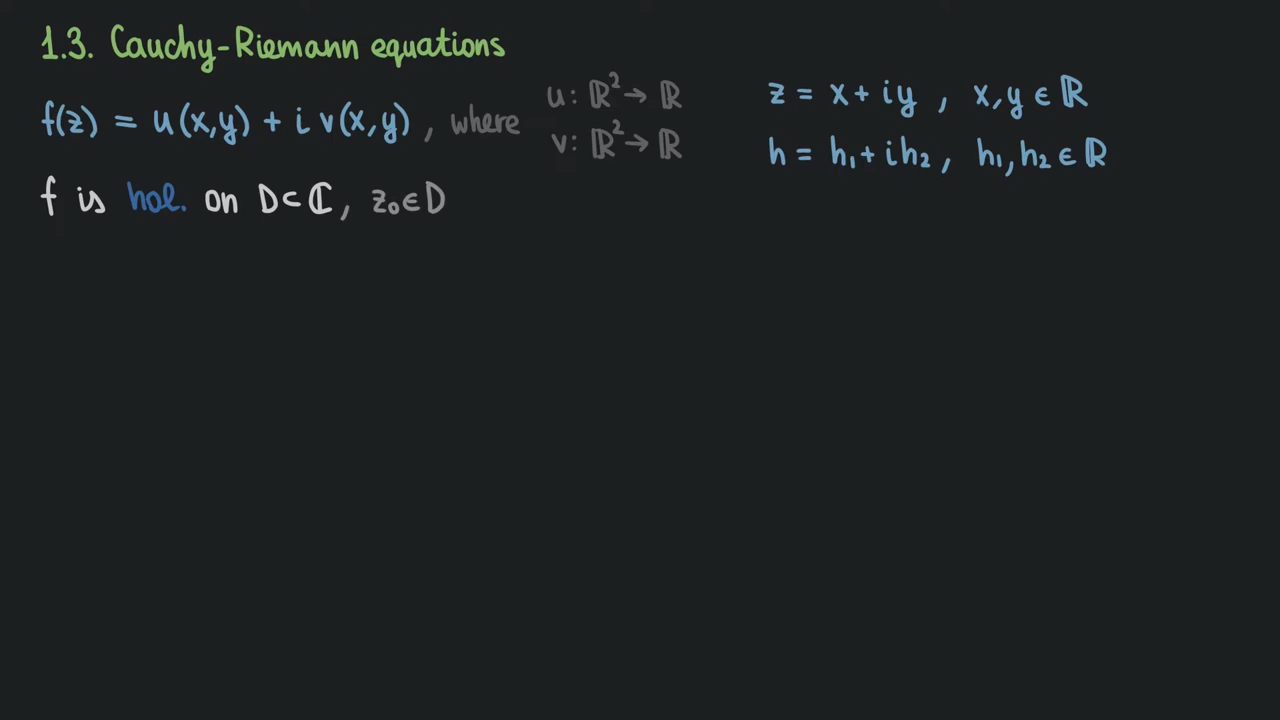 1.3. Cauchy-Riemann equations
f(z) = u(x,y) + i v(x,y), where
u: ℝ² → ℝ
v: ℝ² → ℝ
z = x + iy , x,y ∈ ℝ
h = h₁ + ih₂, h₁,h₂ ∈ ℝ
f is hol. on D ⊂ ℂ, z₀ ∈ D